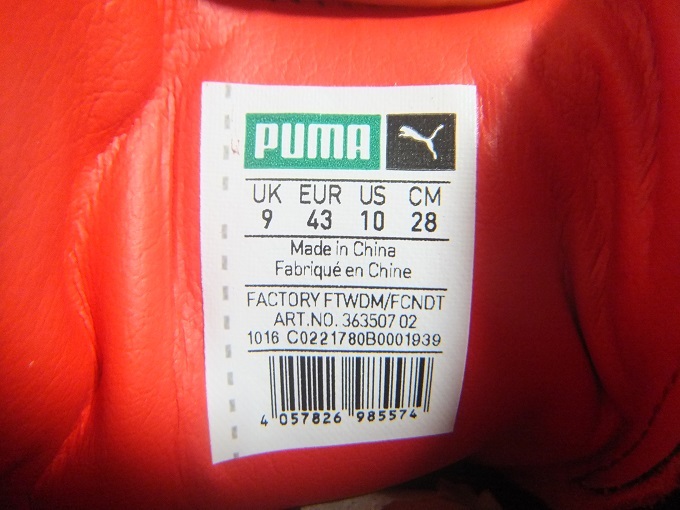 PUMA
UK EUR US CM
9 43 10 28
Made in China
Fabriqué en Chine
FACTORY FTWDM/FCNDT
ART.NO. 363507 02
1016 C0221780B0001939
4 057826 985574